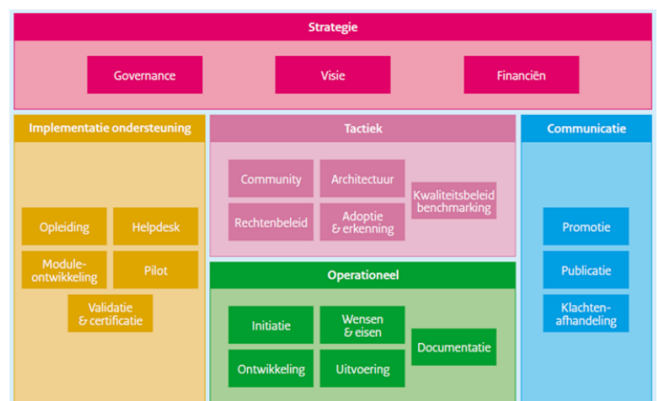 Strategie
Governance
Visie
Financiën
Implementatie ondersteuning
Opleiding
Helpdesk
Module-
ontwikkeling
Pilot
Validatie
& certificatie
Tactiek
Community
Architectuur
Kwaliteitsbeleid
benchmarking
Rechtenbeleid
Adoptie
& erkenning
Operationeel
Initiatie
Wensen
& eisen
Documentatie
Ontwikkeling
Uitvoering
Communicatie
Promotie
Publicatie
Klachten-
afhandeling